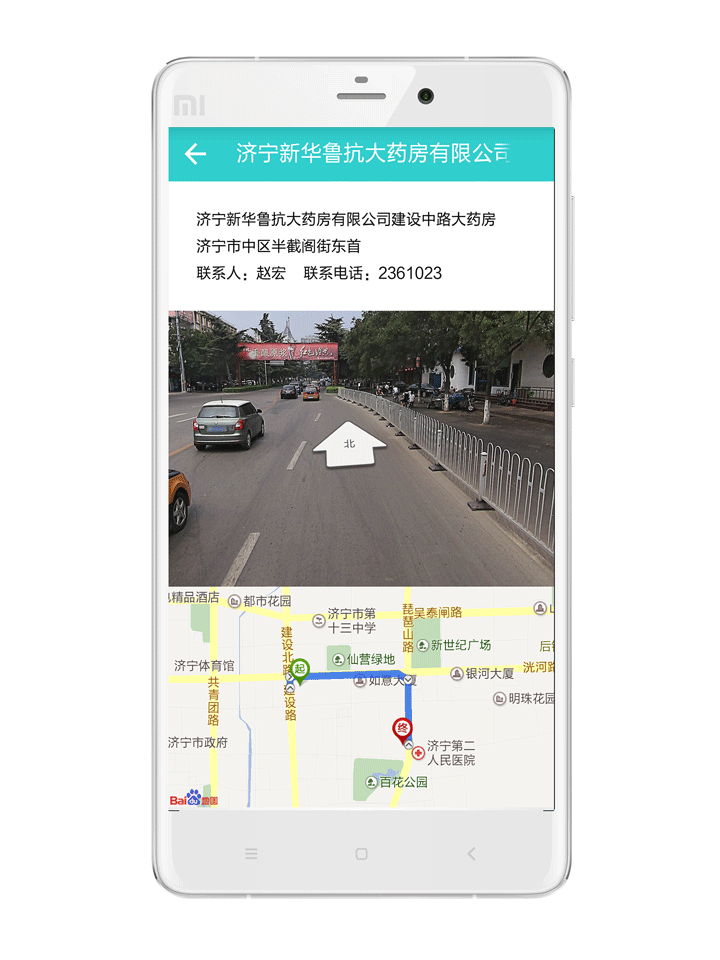 MI
济宁新华鲁抗大药房有限公司
济宁新华鲁抗大药房有限公司建设中路大药房
济宁市中区半截阁街东首
联系人：赵宏 联系电话：2361023
北
精品酒店
都市花园
济宁市第
十三中学
琵琶山路
吴泰闸路
建设北路
新世纪广场
仙营绿地
济宁体育馆
起
如意大厦
银河大厦
洸河路
共青团路
建设路
明珠花园
终
济宁市政府
济宁第二
人民医院
百花公园
Bai du 地图